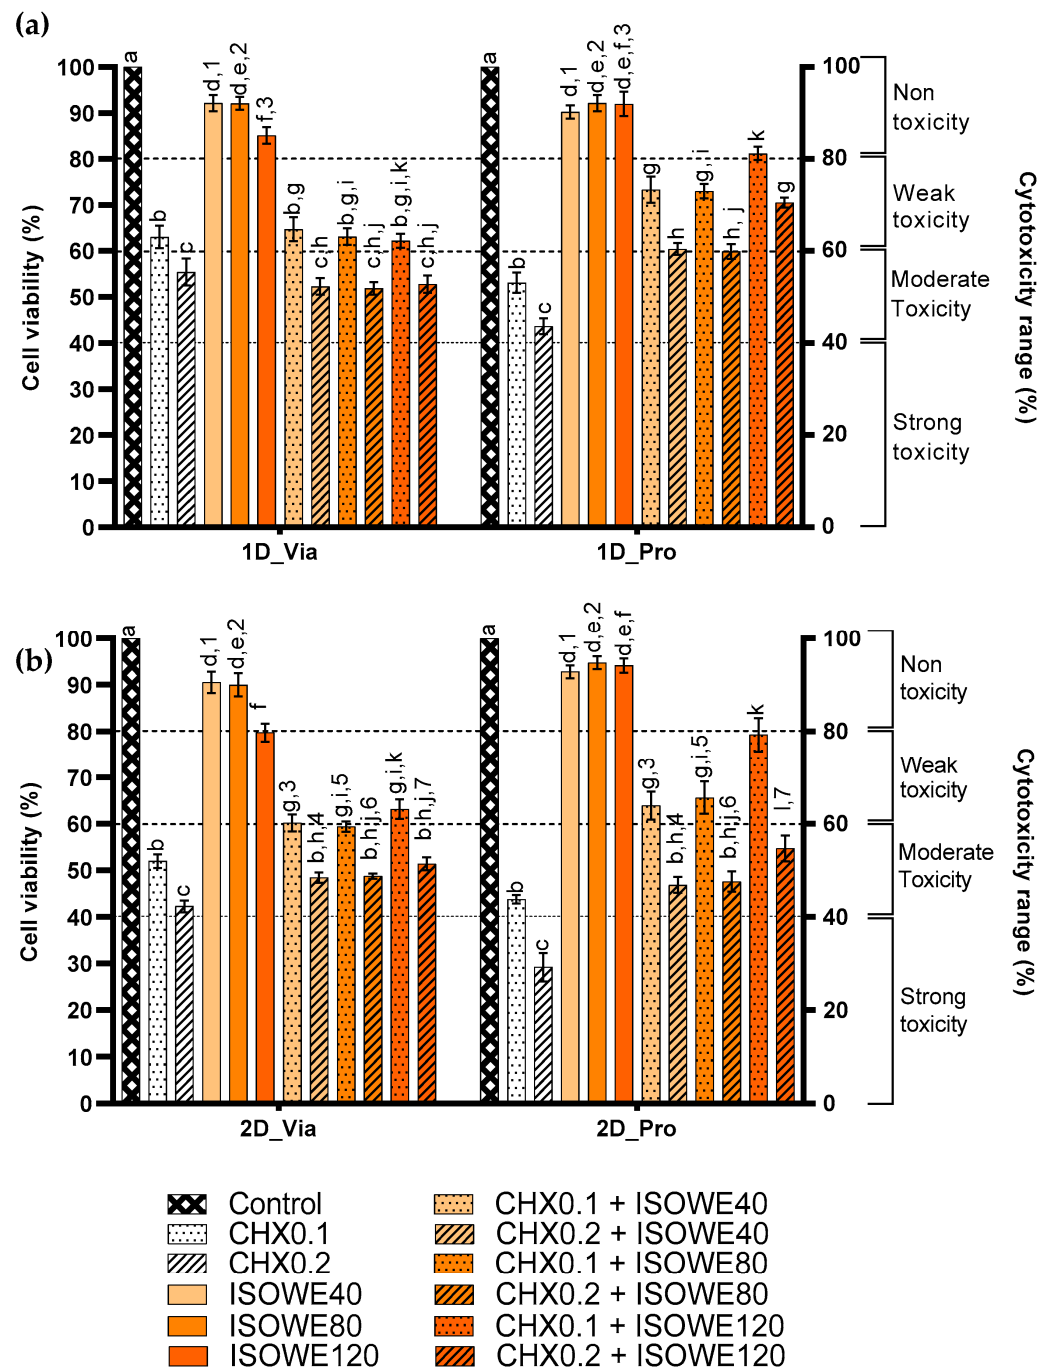 (a)
a b c d,1 d,e,2 f,3 b,g c,h b,g,i c,h,j b,g,i,k c,h,j
a b c d,1 d,e,2 d,e,f,3 g h g,i h,j k g
100
90
80
70
60
50
40
30
20
10
0
Cell viability (%)
1D_Via
1D_Pro
100
80
60
40
20
0
Non
toxicity
Weak
toxicity
Moderate
Toxicity
Strong
toxicity
Cytotoxicity range (%)
(b)
a b c d,1 d,e,2 f g,3 b,h,4 g,i,5 b,h,j,6 g,i,k b,h,j,7
a b c d,1 d,e,2 d,e,f g,3 b,h,4 g,i,5 b,h,j,6 k l,7
100
90
80
70
60
50
40
30
20
10
0
Cell viability (%)
2D_Via
2D_Pro
100
80
60
40
20
0
Non
toxicity
Weak
toxicity
Moderate
Toxicity
Strong
toxicity
Cytotoxicity range (%)
Control
CHX0.1
CHX0.2
ISOWE40
ISOWE80
ISOWE120
CHX0.1 + ISOWE40
CHX0.2 + ISOWE40
CHX0.1 + ISOWE80
CHX0.2 + ISOWE80
CHX0.1 + ISOWE120
CHX0.2 + ISOWE120